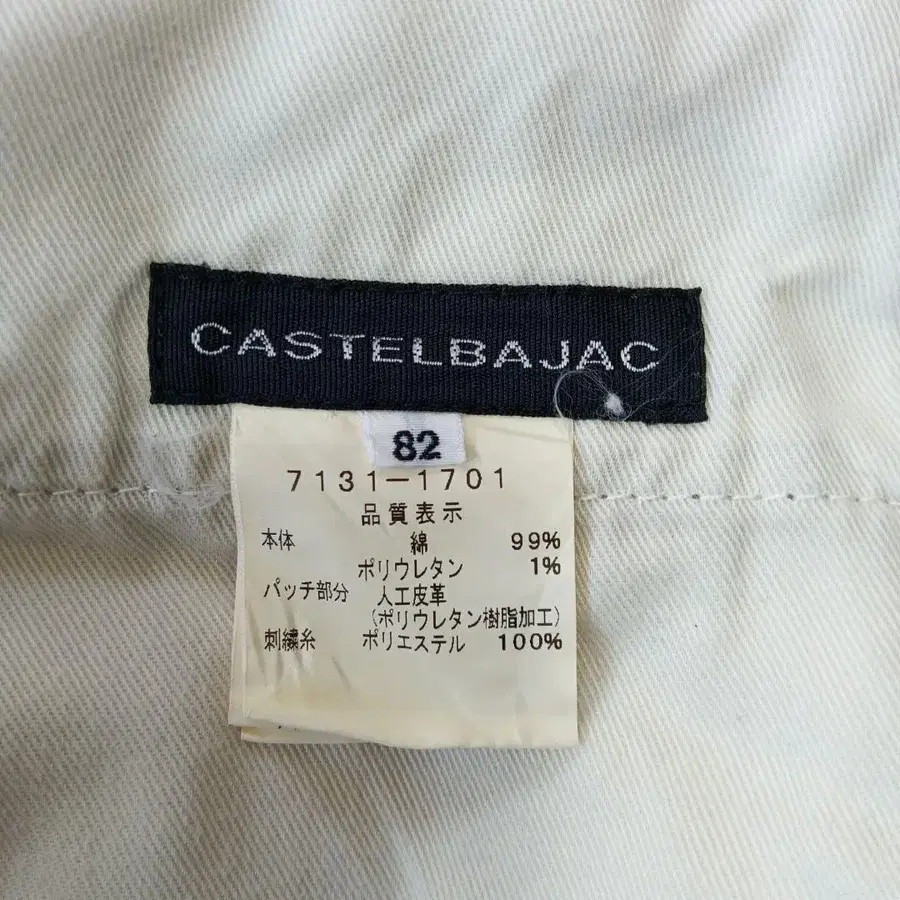 CASTELBAJAC
82
7131-1701
品質表示
本体 綿 99%
ポリウレタン 1%
パッチ部分 人工皮革
(ポリウレタン樹脂加工)
刺繍糸 ポリエステル 100%